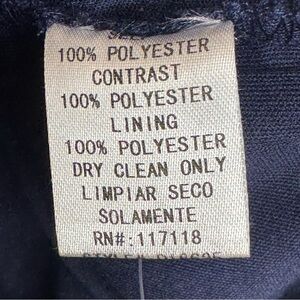 100% POLYESTER
CONTRAST
100% POLYESTER
LINING
100% POLYESTER
DRY CLEAN ONLY
LIMPIAR SECO
SOLAMENTE
RN#:117118